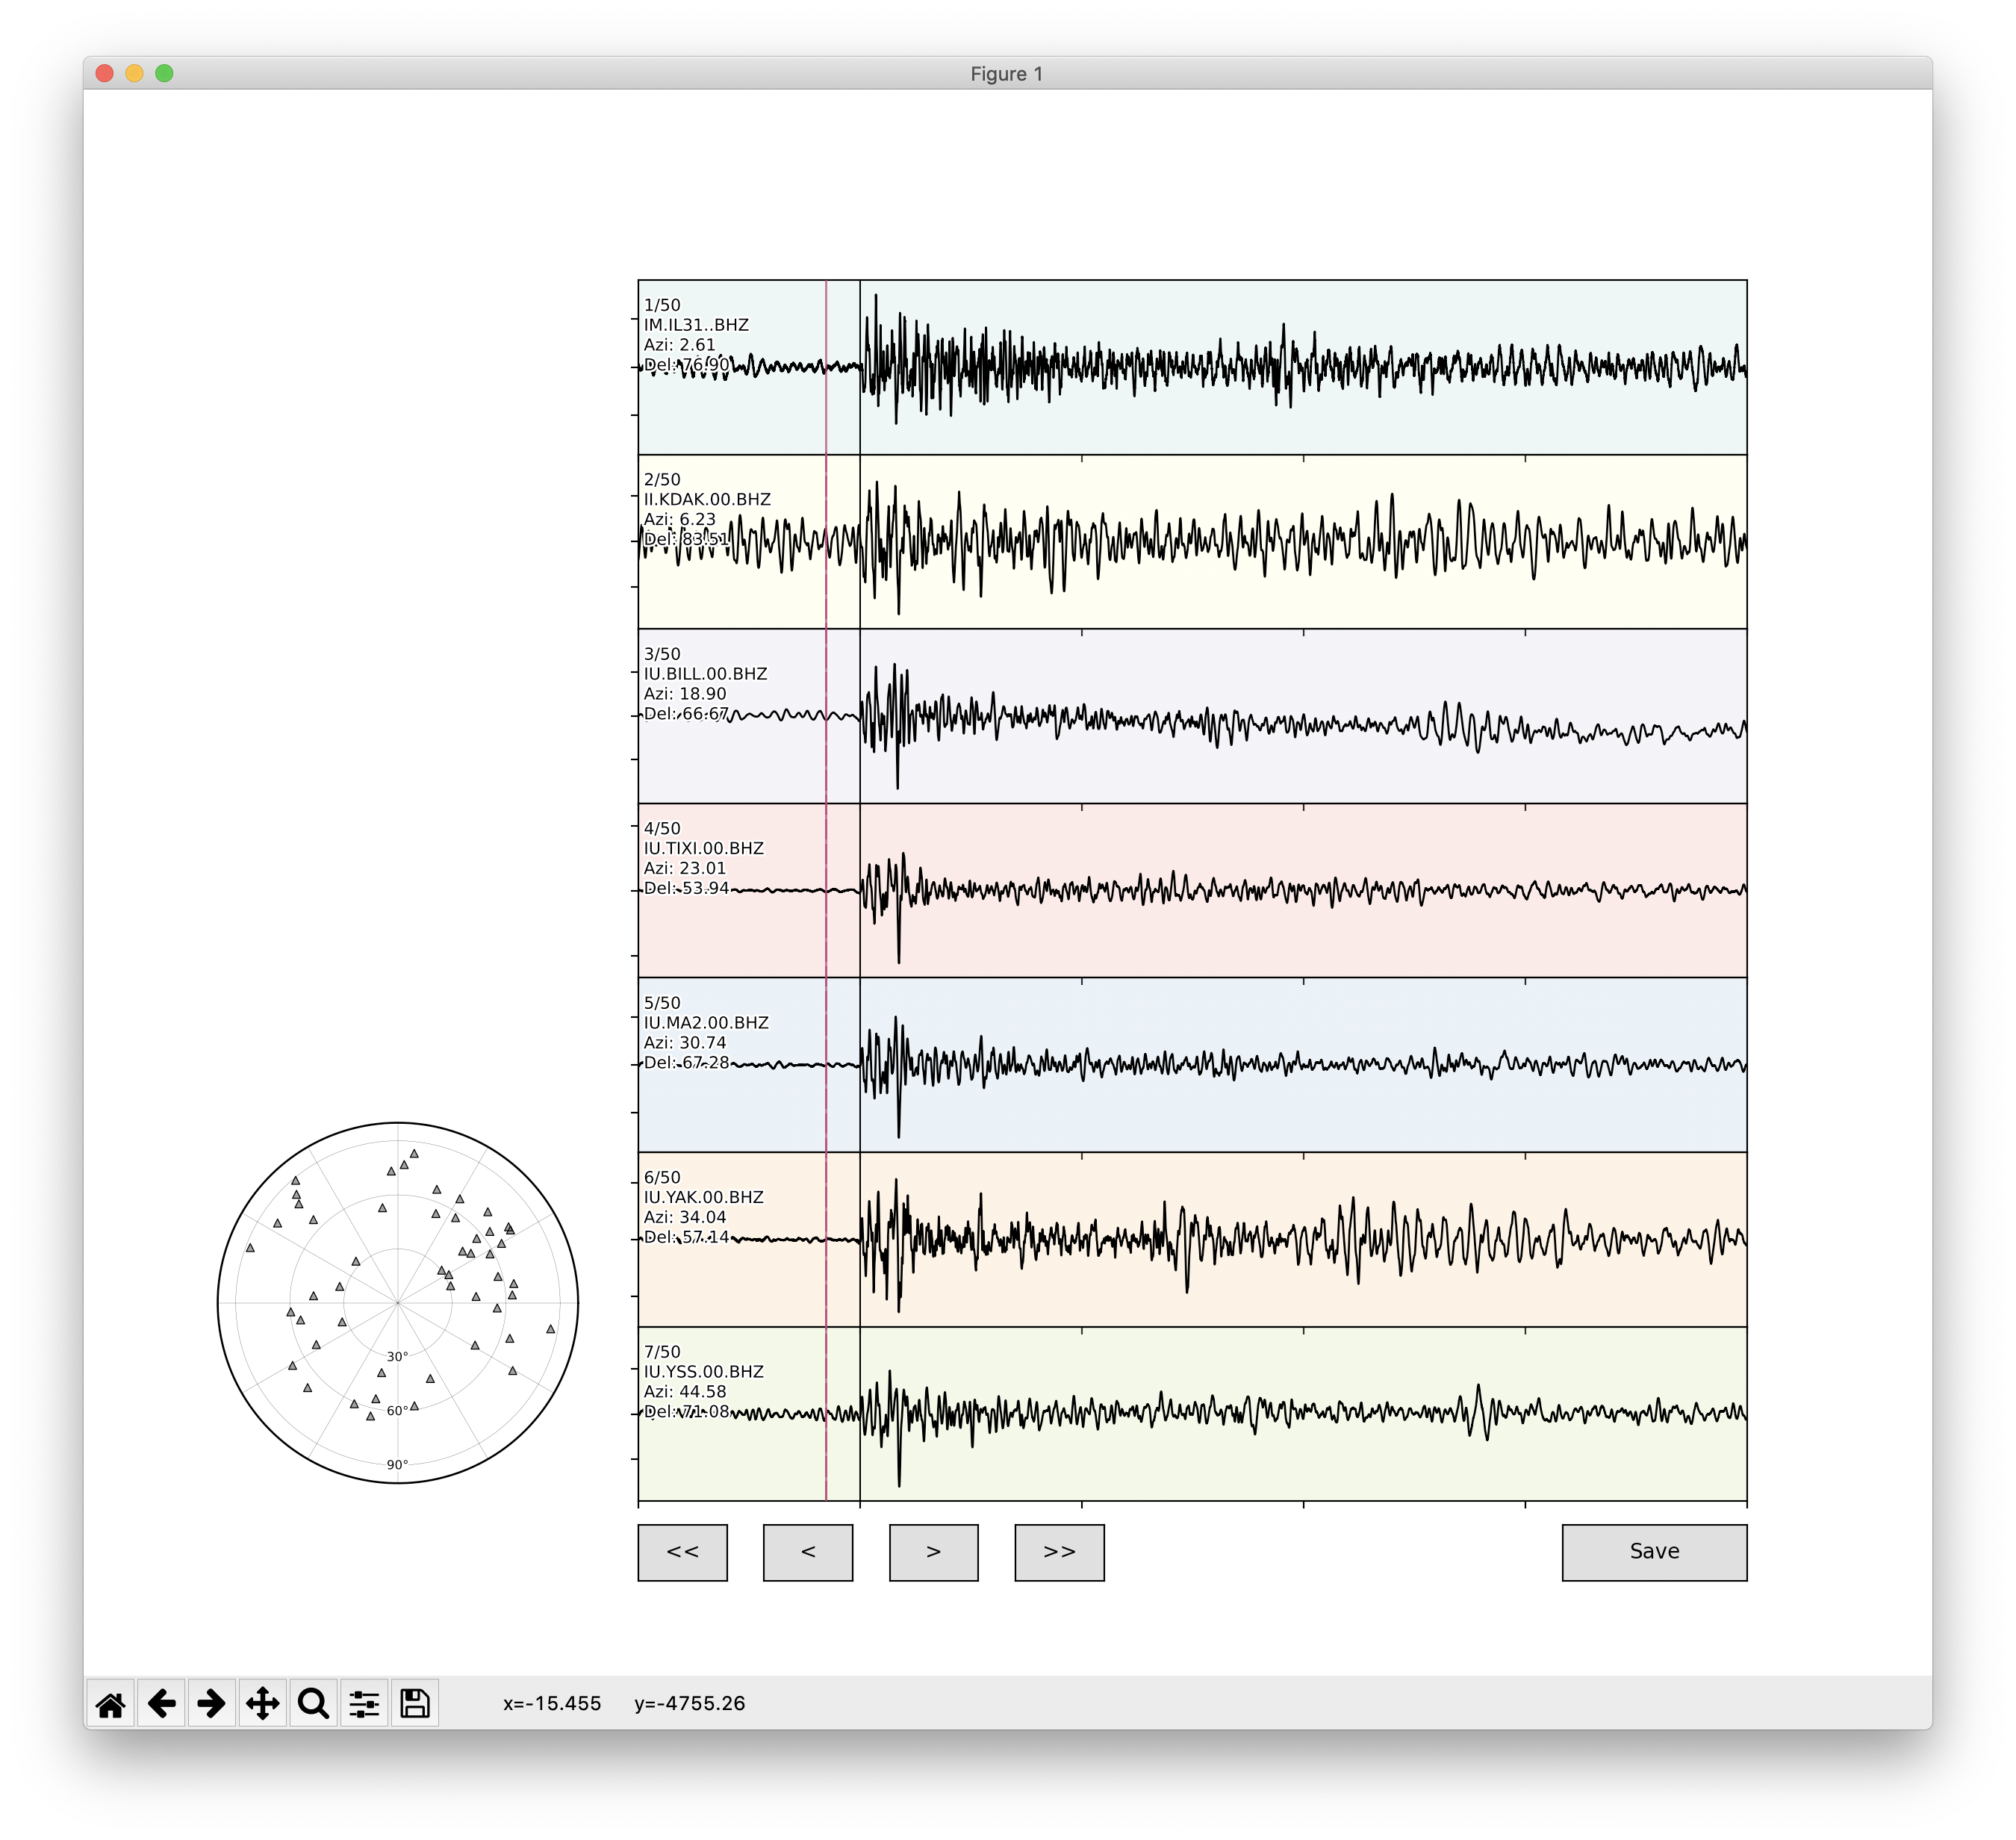 Figure 1
1/50
IM.IL31..BHZ
Azi: 2.61
Del: 76.90
2/50
II.KDAK.00.BHZ
Azi: 6.23
Del: 83.51
3/50
IU.BILL.00.BHZ
Azi: 18.90
Del: 66.67
4/50
IU.TIXI.00.BHZ
Azi: 23.01
Del: 53.94
5/50
IU.MA2.00.BHZ
Azi: 30.74
Del: 67.28
6/50
IU.YAK.00.BHZ
Azi: 34.04
Del: 57.14
7/50
IU.YSS.00.BHZ
Azi: 44.58
Del: 71.08
30°
60°
90°
<< < > >> Save
x=-15.455 y=-4755.26